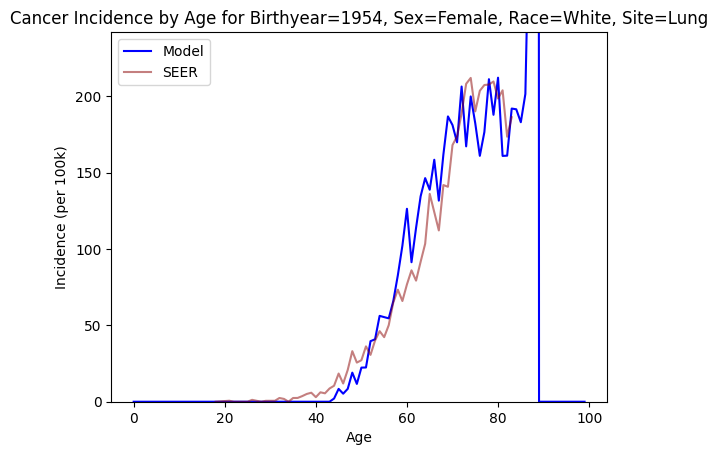 Cancer Incidence by Age for Birthyear=1954, Sex=Female, Race=White, Site=Lung
Model
SEER
200
150
100
50
0
Incidence (per 100k)
0 20 40 60 80 100
Age